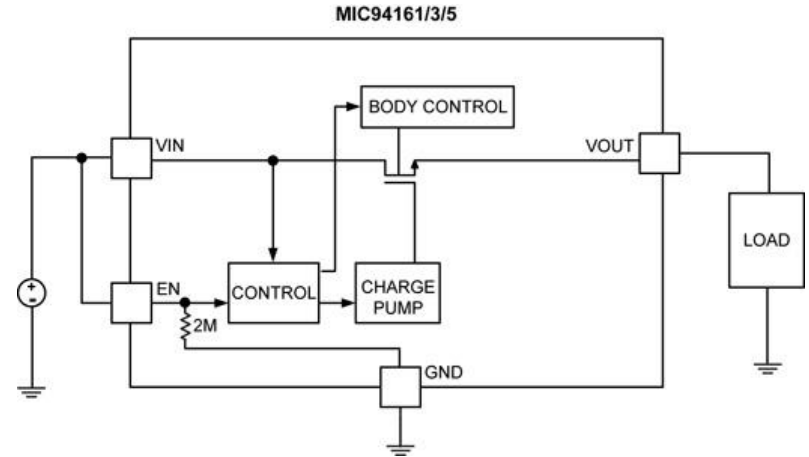 MIC94161/3/5
BODY CONTROL
VIN
VOUT
LOAD
EN
CONTROL
CHARGE
PUMP
2M
GND
+
-